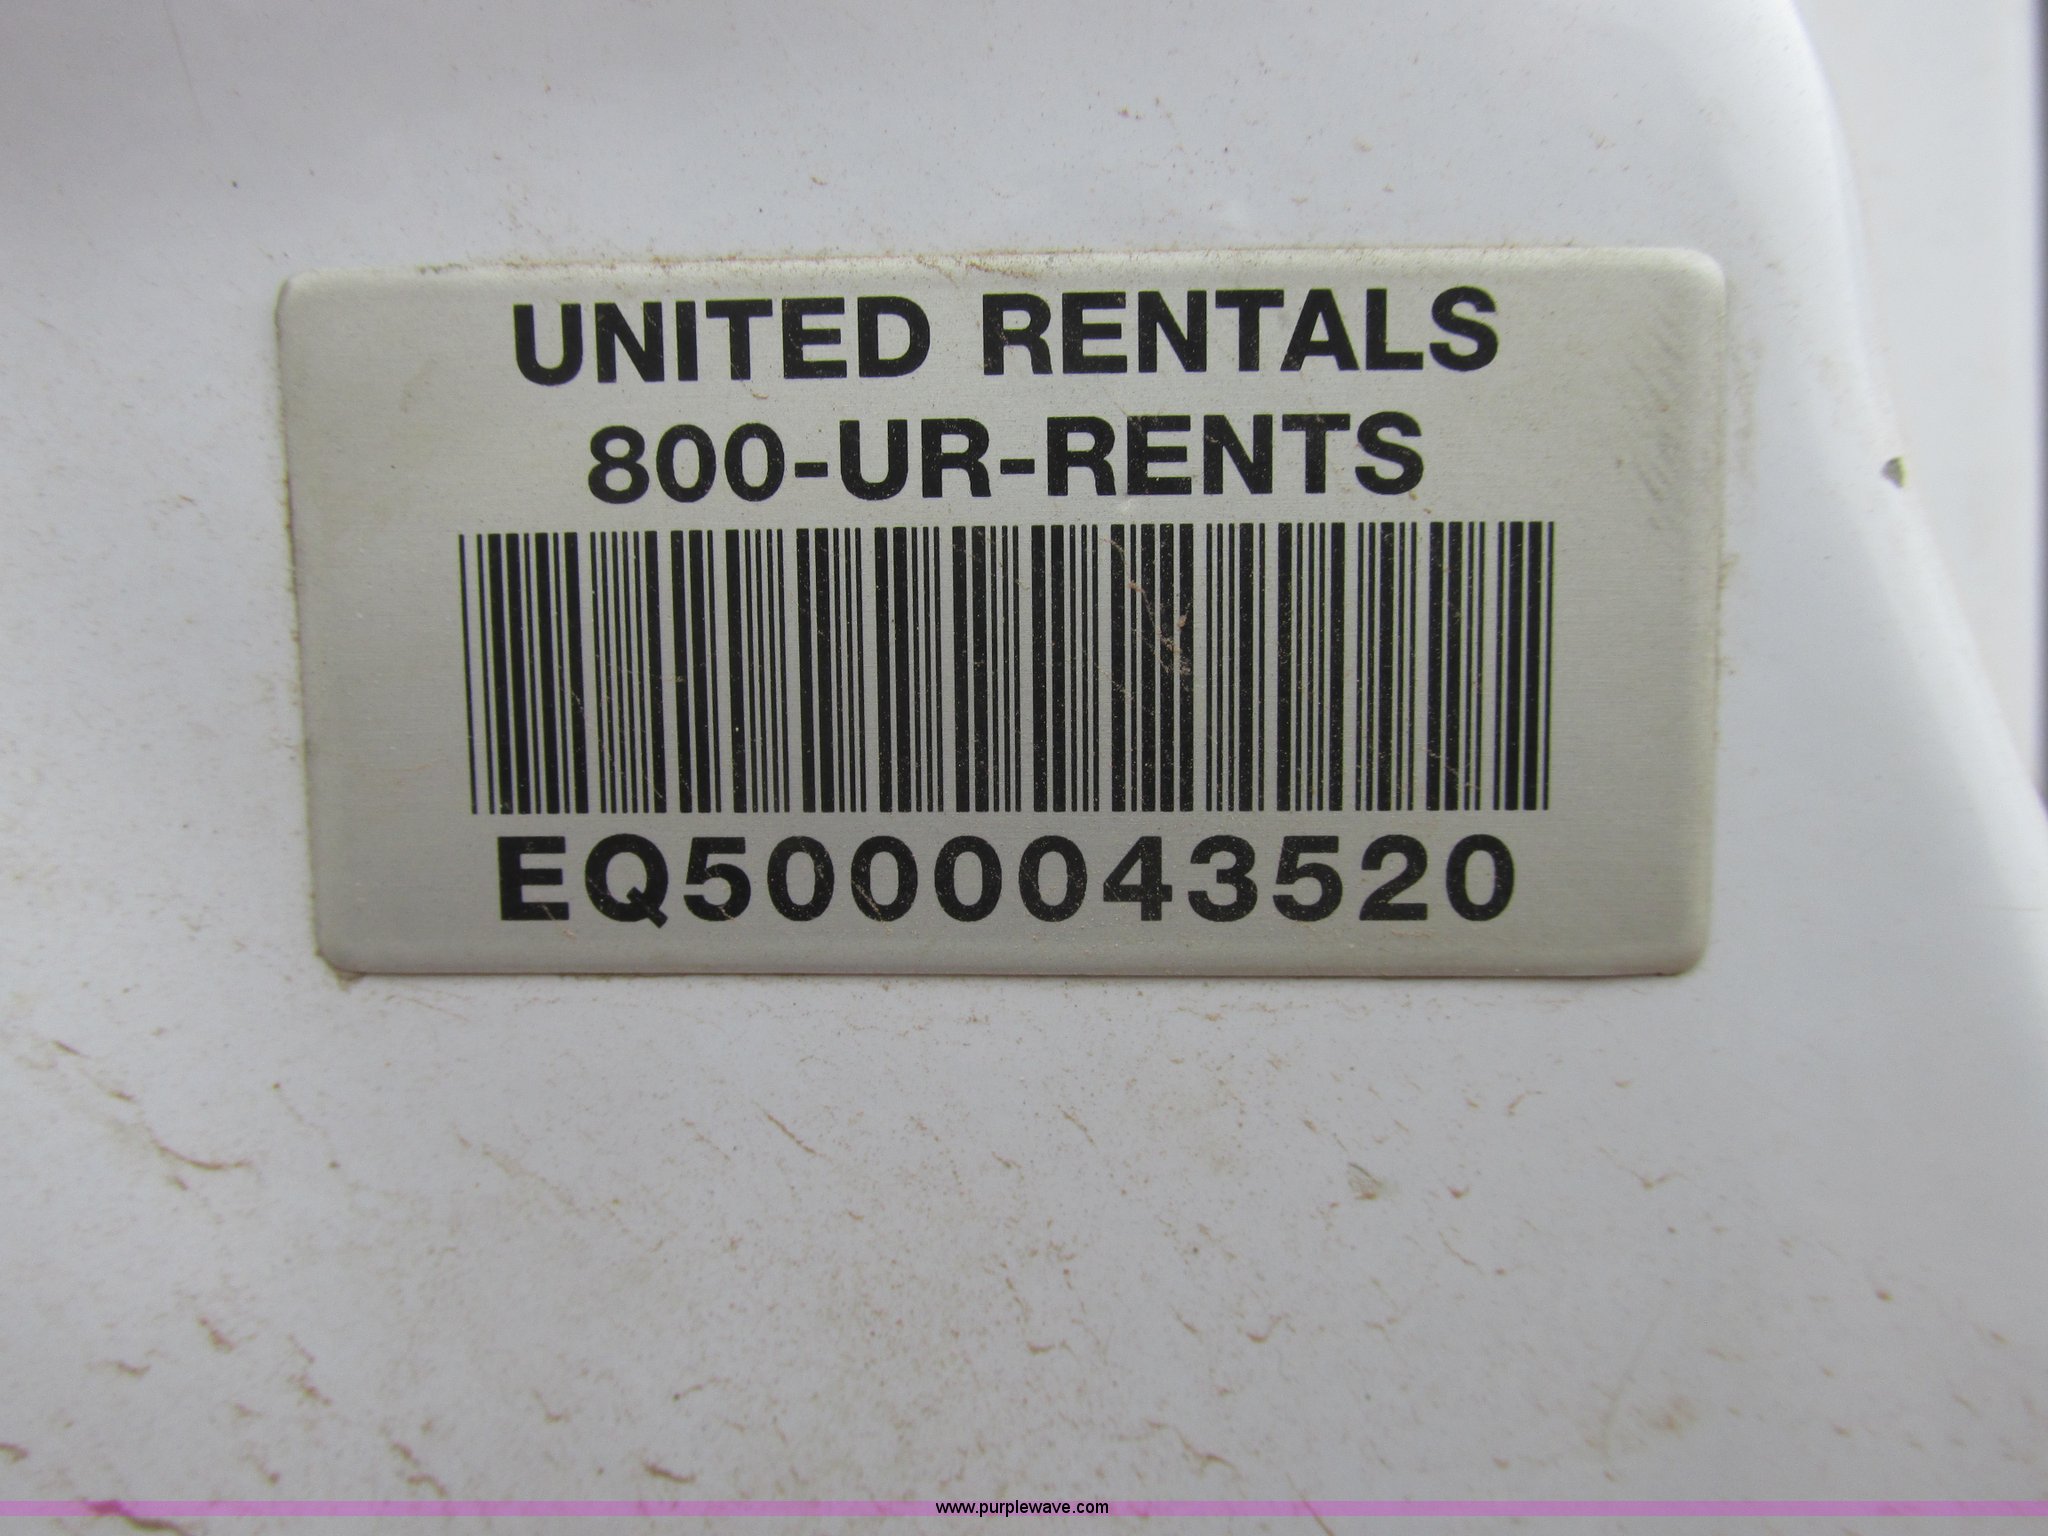 UNITED RENTALS
800-UR-RENTS
EQ5000043520
www.purplewave.com